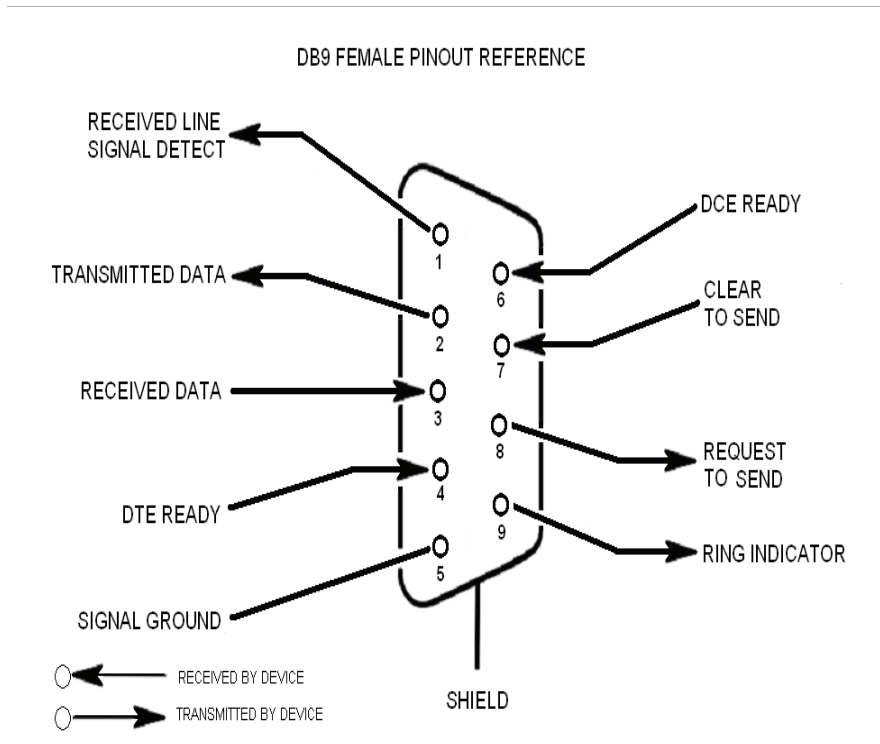 DB9 FEMALE PINOUT REFERENCE
RECEIVED LINE
SIGNAL DETECT
DCE READY
1
TRANSMITTED DATA
6
CLEAR
TO SEND
2
7
RECEIVED DATA
3
8
REQUEST
TO SEND
4
DTE READY
9
RING INDICATOR
5
SIGNAL GROUND
RECEIVED BY DEVICE
SHIELD
TRANSMITTED BY DEVICE